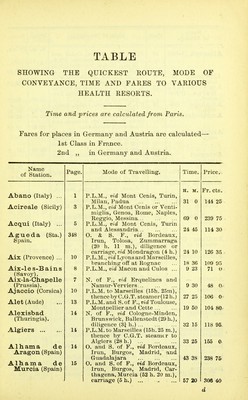 TABLE
SHOWING THE QUICKEST ROUTE, MODE OF
CONVEYANCE, TIME AND FARES TO VARIOUS
HEALTH RESORTS.
Time and prices are calculated from Paris.
Fares for places in Germany and Austria are calculated—
1st Class in France.
2nd „ in Germany and Austria.
Name of Station. Page. Mode of Travelling. Time. Price.
H. M. Fr. cts.
Abano (Italy) 1 P.L.M., viâ Mont Cenis, Turin,
Milan, Padua 31 0 144 25
Acireale (Sicily) 3 P.L.M., viâ Mont Cenis or Venti-
miglia, Genoa, Rome, Naples,
Reggio, Messina 69 0 239 75
Acqui (Italy) ... 5 P.L.M., viâ Mont Cenis, Turin
and Alessandria 24 45 114 30
Agueda (Sta.) 348 O. & S. F., viâ Bordeaux,
Spain. Irun, Tolosa, Zummarraga
(20 h. 11 m.), diligence or
carriage viâ Mondragon (4 h.) 24 10 126 35
Aix (Provence) 10 P.L.M., viâ Lyons and Marseilles,
branching off at Rognac 18 36 109 55
Aix-les-Bains 8 P.L.M., viâ Macon and Culoz ... 9 23 71 0
(Savoy).
Aix-la-Chapelle 7 N. of F., viâ Erquelines and
(Prussia). Namur-Verviers 9 30 48 0
Ajaccio (Corsica) 10 P.L.M. to Marseilles (15h. 25m),
thence by C.G.T. steamer (12h.) 27 25 106 0
Alet (Aude) 13 P.L.M. and S. of F., viâ Toulouse,
Montauban and Cette 19 50 104 80
Alexisbad 14 N. of F., viâ Cologne-Minden,
(Thuringia). Brunswick, Ballenstedt (29 h.),
diligence (3½ h.) 32 15 118 95
Algiers 14 P.L.M. to Marseilles (15h. 25 m.),
thence by C.G.T. steamer to
Algiers (28 h.) 33 25 155 0
Alhama de 14 O. and S. of F., viâ Bordeaux,
Aragon (Spain) Irun, Burgos, Madrid, and
Guadalajara 43 38 238 75
Alhama de 15 O. and S. of F., viâ Bordeaux,
Murcia (Spain) Irun, Burgos, Madrid, Car-
thagena, Murcia (52 h. 20 m.),
carriage (5 h.) 57 20 306 40
d